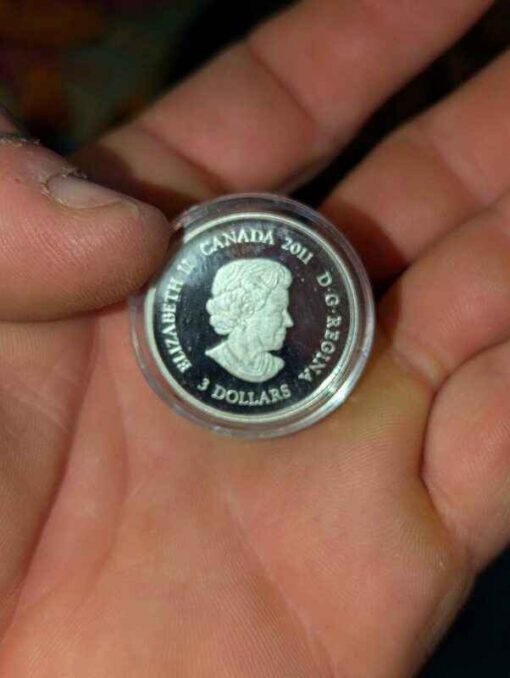 ELIZABETH II CANADA 2011 D·G·REGINA
3 DOLLARS